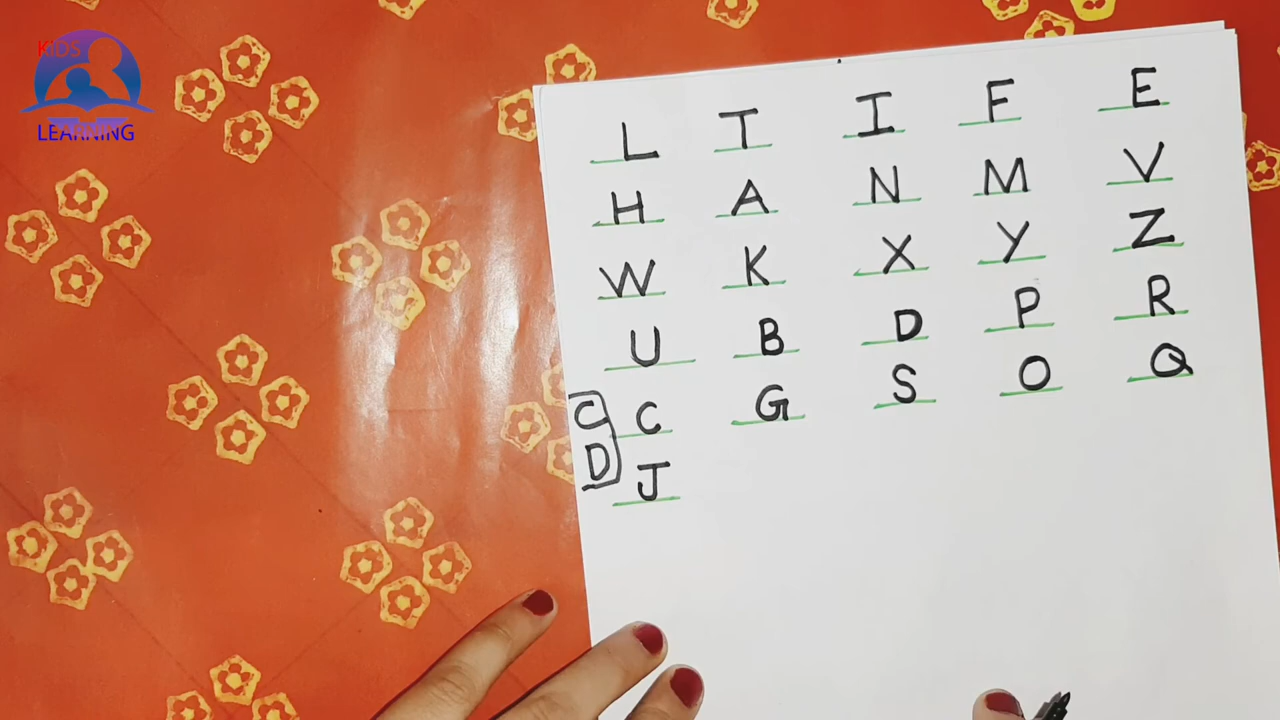 KIDS
LEARNING
L T I F E
H A N M V
W K X Y Z
U B D P R
C C G S O Q
D J